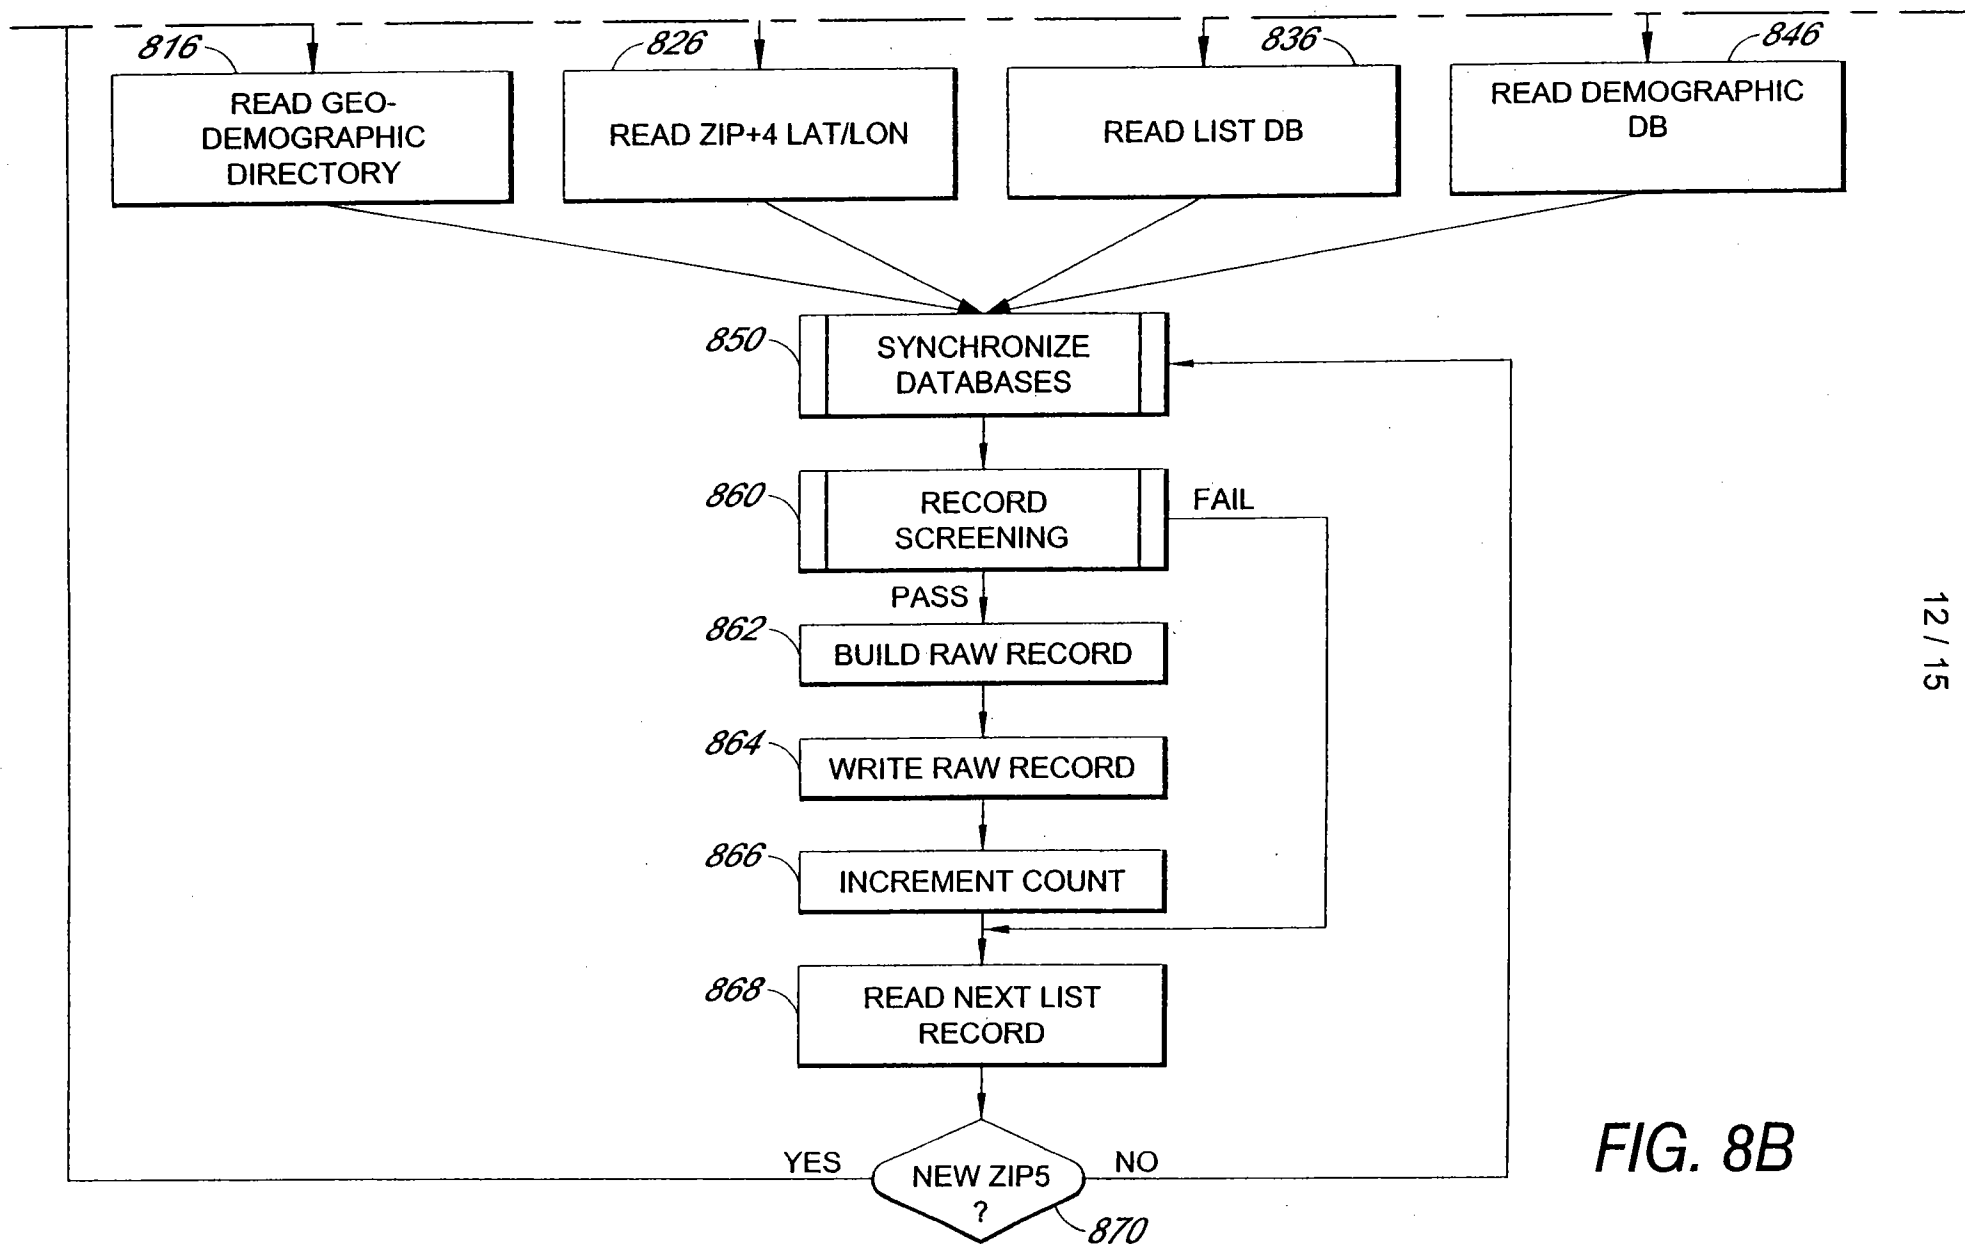 816
826
836
846
READ GEO-
DEMOGRAPHIC
DIRECTORY
READ ZIP+4 LAT/LON
READ LIST DB
READ DEMOGRAPHIC
DB
850
SYNCHRONIZE
DATABASES
860
RECORD
SCREENING
FAIL
PASS
862
BUILD RAW RECORD
864
WRITE RAW RECORD
866
INCREMENT COUNT
868
READ NEXT LIST
RECORD
YES
NEW ZIP5
?
NO
870
FIG. 8B
12 / 15